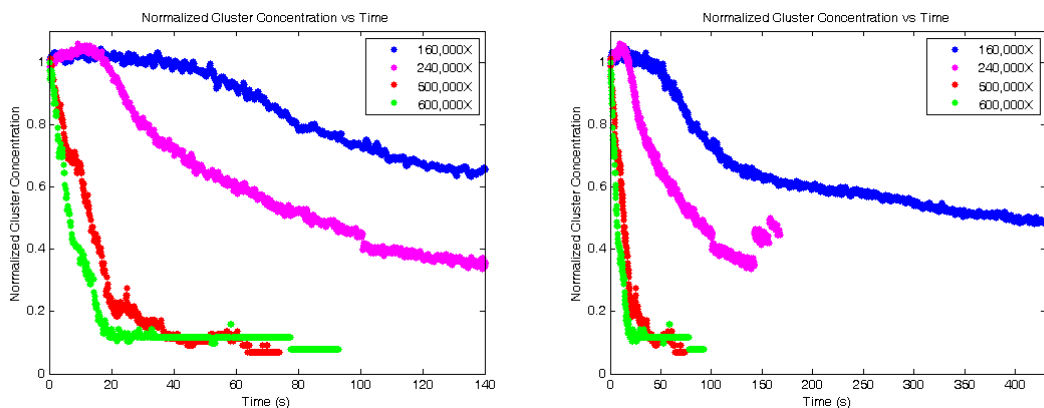 Normalized Cluster Concentration vs Time
Normalized Cluster Concentration
1
0.8
0.6
0.4
0.2
0
0 20 40 60 80 100 120 140
Time (s)
160,000X
240,000X
500,000X
600,000X
Normalized Cluster Concentration vs Time
Normalized Cluster Concentration
1
0.8
0.6
0.4
0.2
0
0 50 100 150 200 250 300 350 400
Time (s)
160,000X
240,000X
500,000X
600,000X